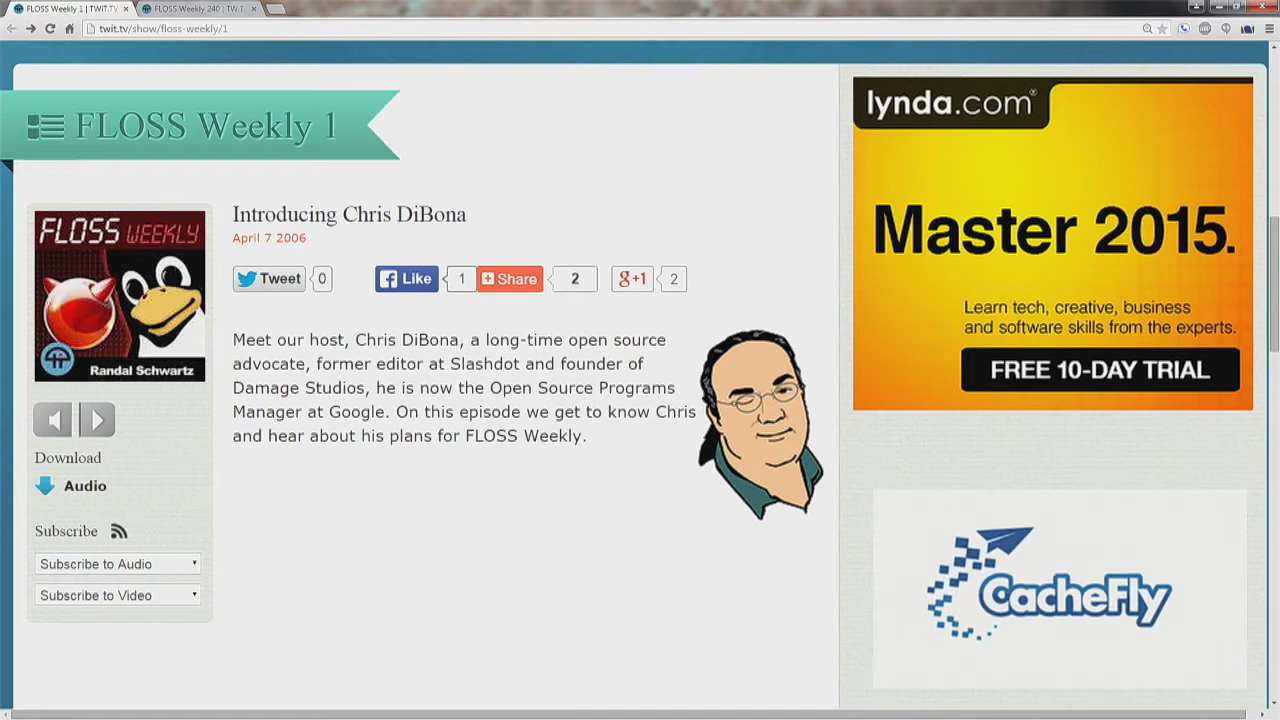 FLOSS Weekly 1 | TWiT.TV
FLOSS Weekly 240 | TWiT
twit.tv/show/floss-weekly/1
FLOSS Weekly 1
FLOSS WEEKLY
Randal Schwartz
Download
Audio
Subscribe
Subscribe to Audio
Subscribe to Video
Introducing Chris DiBona
April 7 2006
Tweet 0 Like 1 Share 2 g+1 2
Meet our host, Chris DiBona, a long-time open source
advocate, former editor at Slashdot and founder of
Damage Studios, he is now the Open Source Programs
Manager at Google. On this episode we get to know Chris
and hear about his plans for FLOSS Weekly.
lynda.com®
Master 2015.
Learn tech, creative, business
and software skills from the experts.
FREE 10-DAY TRIAL
CacheFly